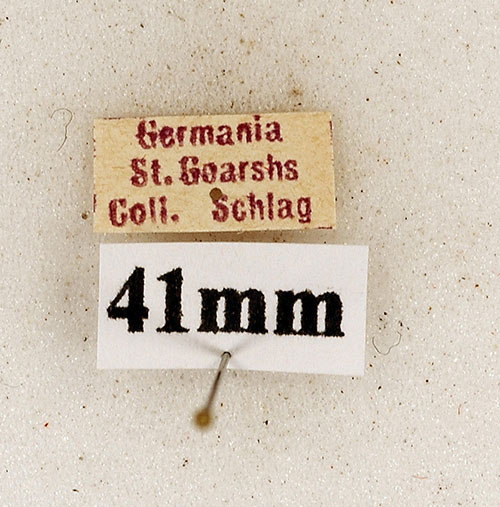 Germania
St. Goarshs
Coll. Schlag
41mm